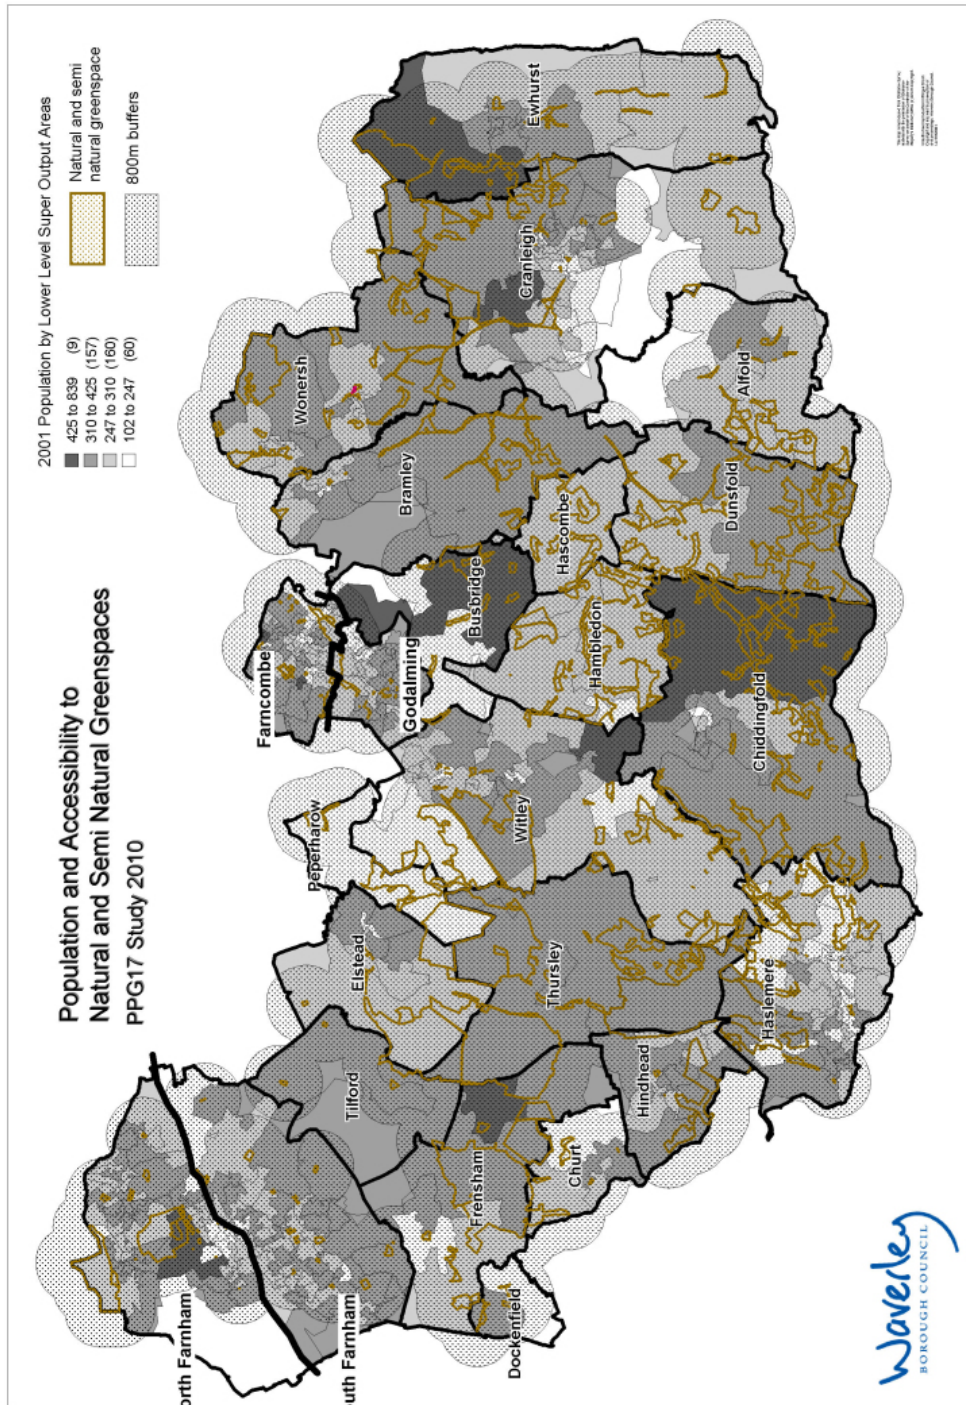 Population and Accessibility to
Natural and Semi Natural Greenspaces
PPG17 Study 2010
2001 Population by Lower Level Super Output Areas
425 to 839 (9)
310 to 425 (157)
247 to 310 (160)
102 to 247 (60)
Natural and semi
natural greenspace
800m buffers
orth Farnham
uth Farnham
Dockenfield
Frensham
Tilford
Churt
Hindhead
Elstead
Thursley
Haslemere
Peperharow
Witley
Farncombe
Godalming
Busbridge
Hambledon
Chiddingfold
Hascombe
Bramley
Dunsfold
Wonersh
Alfold
Cranleigh
Ewhurst
Waverley
BOROUGH COUNCIL